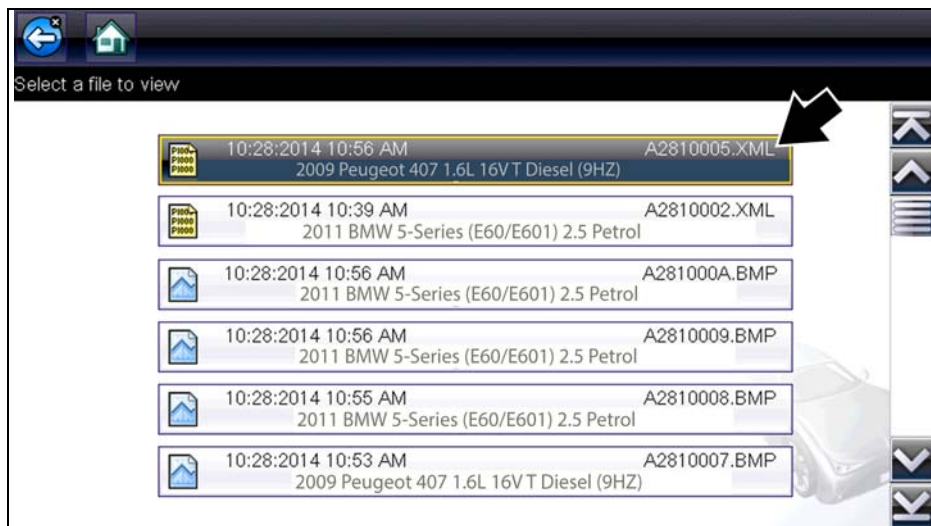 Select a file to view
10:28:2014 10:56 AM A2810005.XML
2009 Peugeot 407 1.6L 16V T Diesel (9HZ)
10:28:2014 10:39 AM A2810002.XML
2011 BMW 5-Series (E60/E601) 2.5 Petrol
10:28:2014 10:56 AM A281000A.BMP
2011 BMW 5-Series (E60/E601) 2.5 Petrol
10:28:2014 10:56 AM A2810009.BMP
2011 BMW 5-Series (E60/E601) 2.5 Petrol
10:28:2014 10:55 AM A2810008.BMP
2011 BMW 5-Series (E60/E601) 2.5 Petrol
10:28:2014 10:53 AM A2810007.BMP
2009 Peugeot 407 1.6L 16V T Diesel (9HZ)